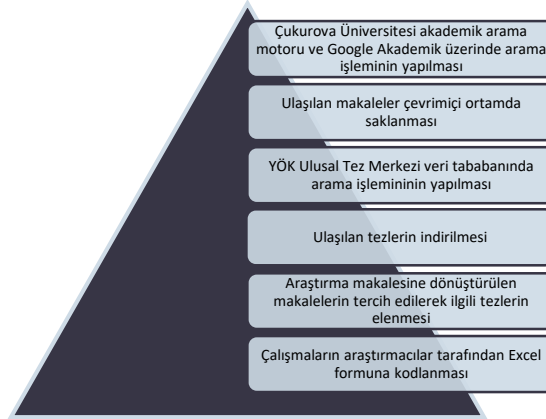 Çukurova Üniversitesi akademik arama
motoru ve Google Akademik üzerinde arama
işleminin yapılması
Ulaşılan makaleler çevrimiçi ortamda
saklanması
YÖK Ulusal Tez Merkezi veri tababanında
arama işlemininin yapılması
Ulaşılan tezlerin indirilmesi
Araştırma makalesine dönüştürülen
makalelerin tercih edilerek ilgili tezlerin
elenmesi
Çalışmaların araştırmacılar tarafından Excel
formuna kodlanması